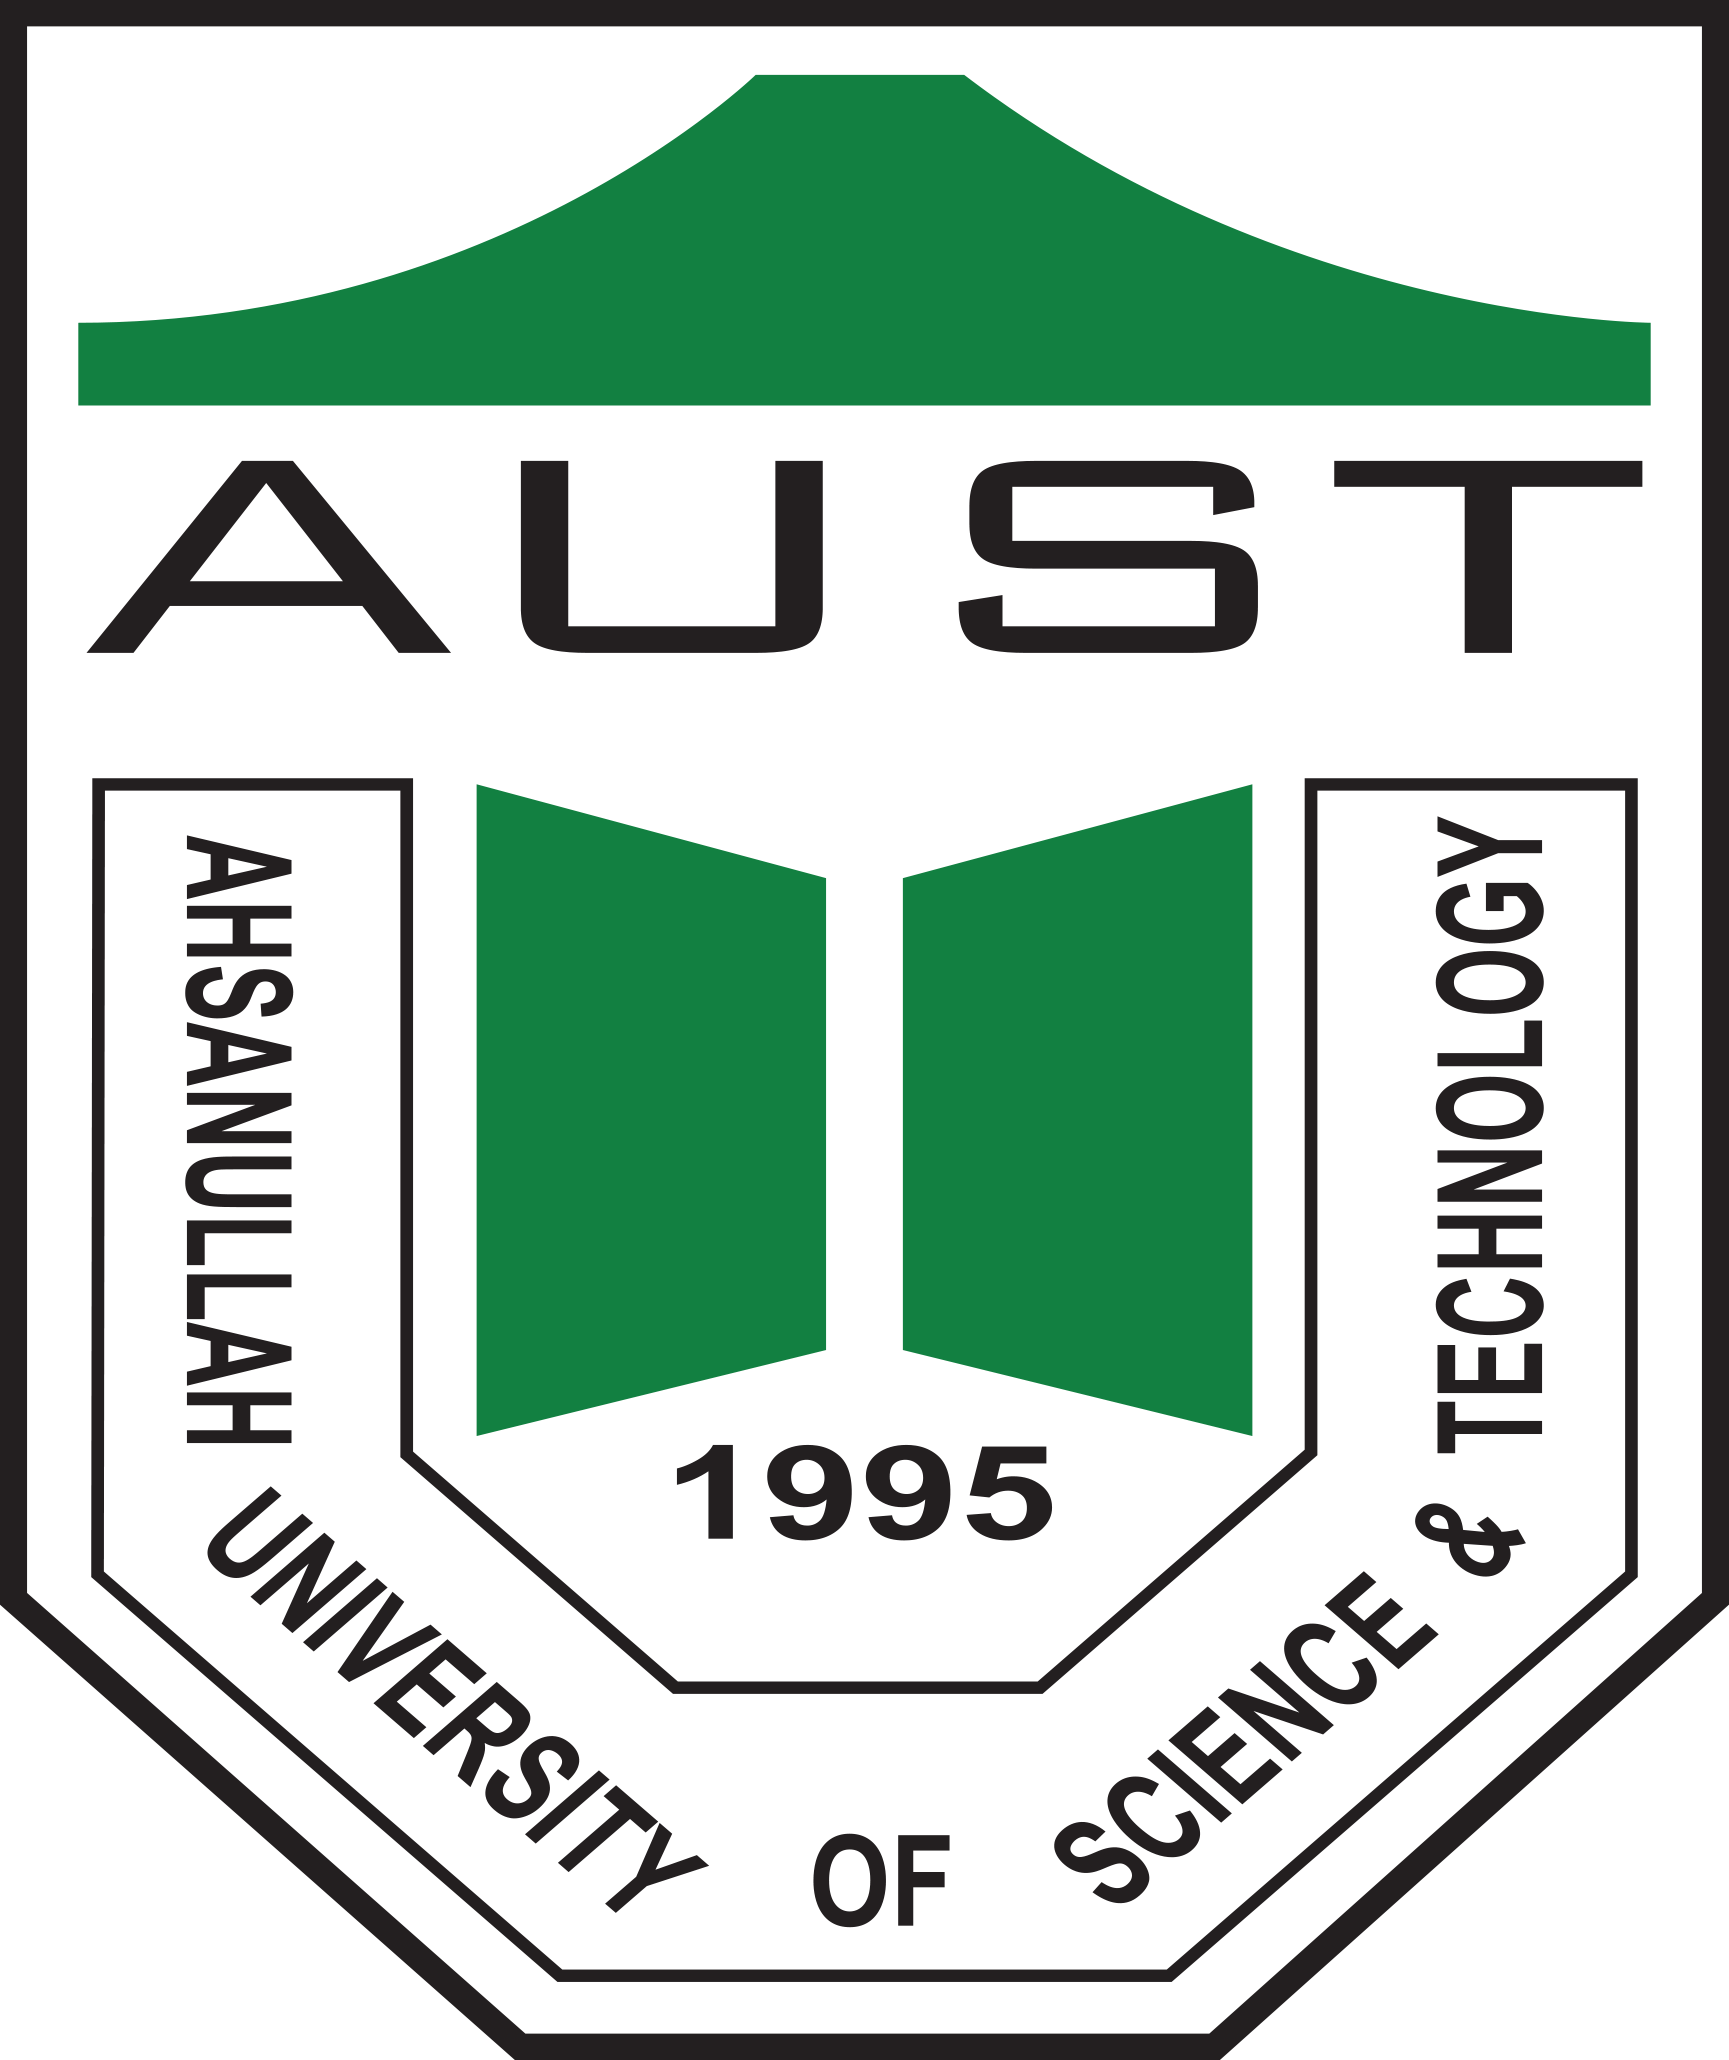 AUST
1995
AHSANULLAH
UNIVERSITY
OF
SCIENCE &
TECHNOLOGY